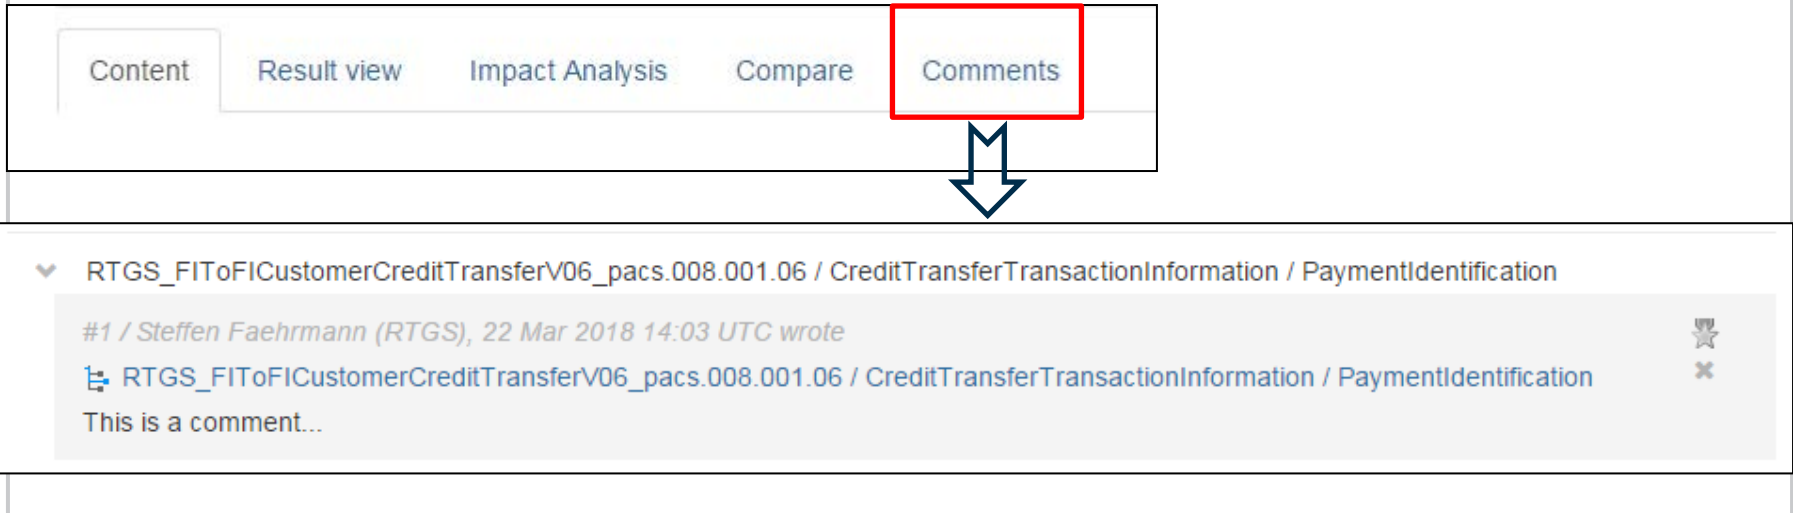 Content Result view Impact Analysis Compare Comments
RTGS_FIToFICustomerCreditTransferV06_pacs.008.001.06 / CreditTransferTransactionInformation / PaymentIdentification
#1 / Steffen Faehrmann (RTGS), 22 Mar 2018 14:03 UTC wrote
RTGS_FIToFICustomerCreditTransferV06_pacs.008.001.06 / CreditTransferTransactionInformation / PaymentIdentification
This is a comment...